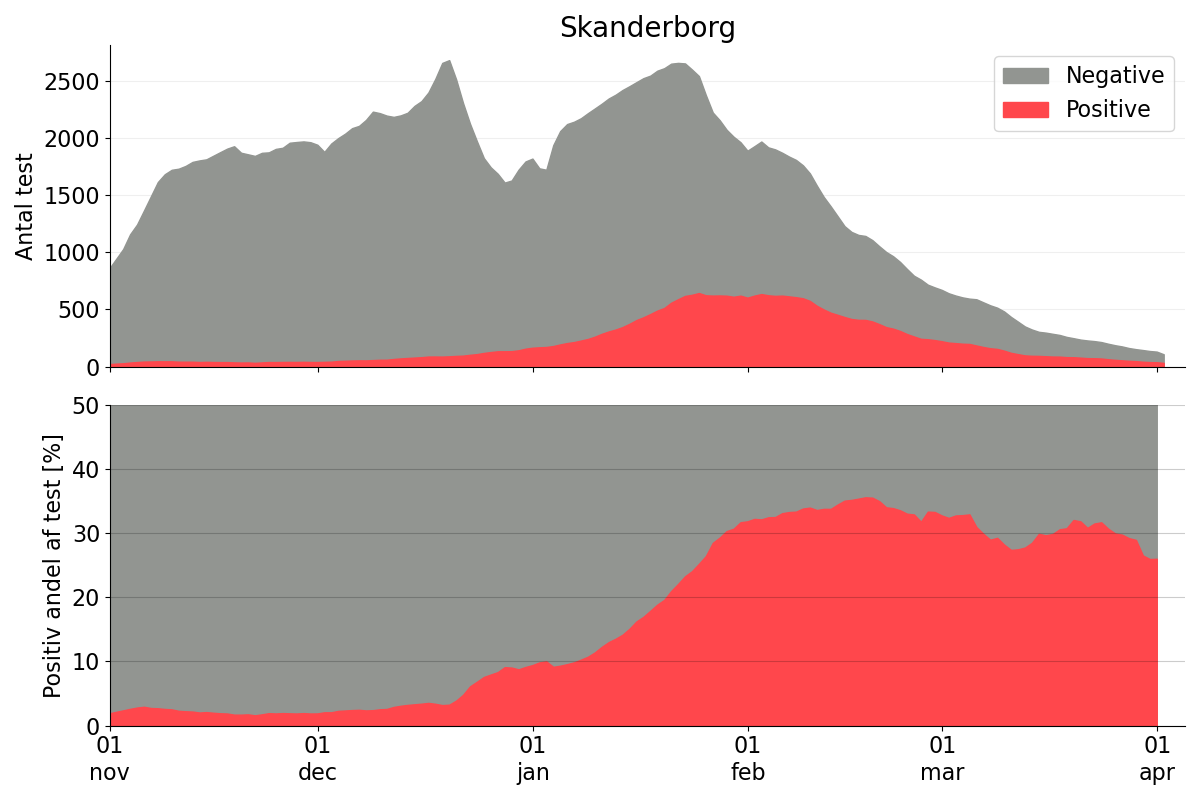 Skanderborg
Negative
Positive
Antal test
2500
2000
1500
1000
500
0
Positiv andel af test [%]
50
40
30
20
10
0
01 01 01 01 01 01
nov dec jan feb mar apr